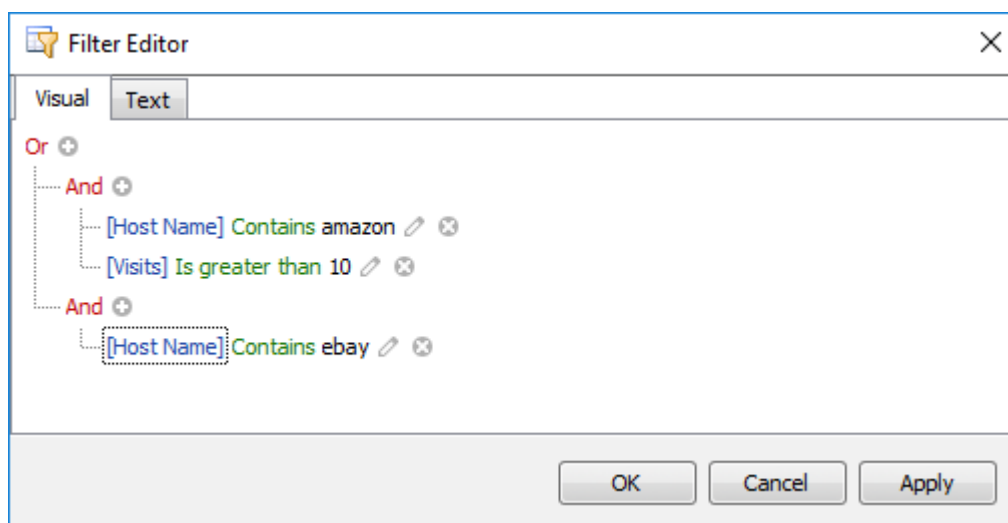 Filter Editor
Visual Text
Or
And
[Host Name] Contains amazon
[Visits] Is greater than 10
And
[Host Name] Contains ebay
OK Cancel Apply